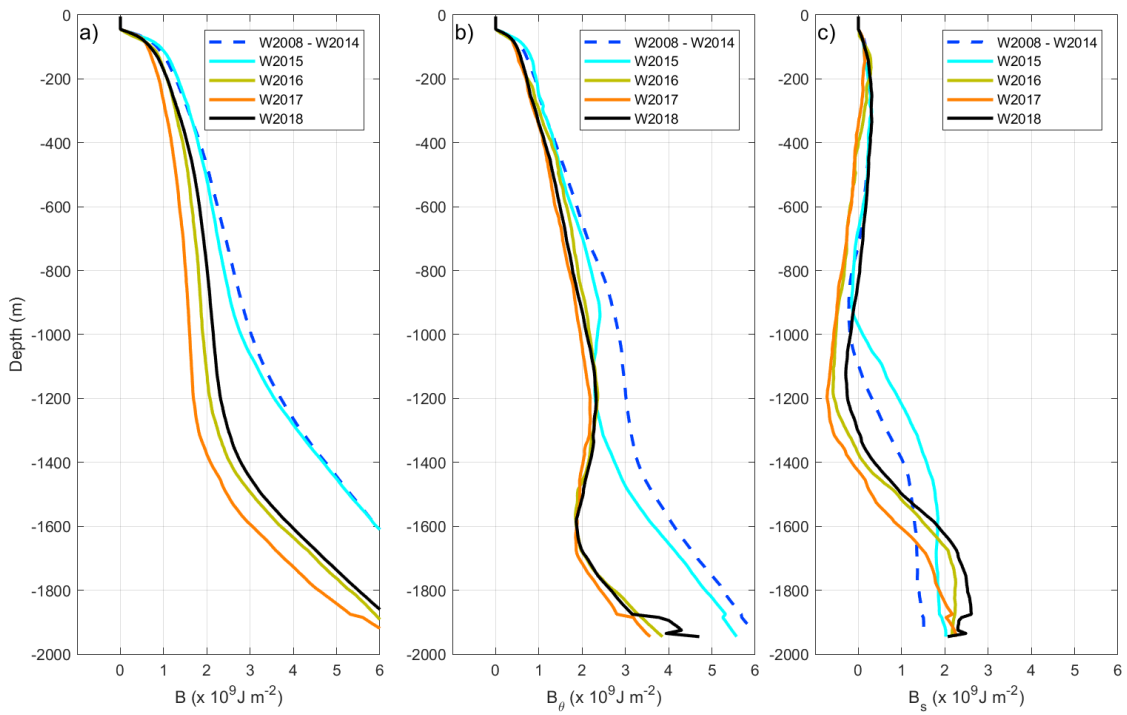 a)
W2008 - W2014
W2015
W2016
W2017
W2018
0
-200
-400
-600
-800
-1000
-1200
-1400
-1600
-1800
-2000
Depth (m)
0 1 2 3 4 5 6
B (x 10⁹J m⁻²)
b)
W2008 - W2014
W2015
W2016
W2017
W2018
0
-200
-400
-600
-800
-1000
-1200
-1400
-1600
-1800
-2000
0 1 2 3 4 5 6
B_θ (x 10⁹J m⁻²)
c)
W2008 - W2014
W2015
W2016
W2017
W2018
0
-200
-400
-600
-800
-1000
-1200
-1400
-1600
-1800
-2000
0 1 2 3 4 5 6
B_s (x 10⁹J m⁻²)